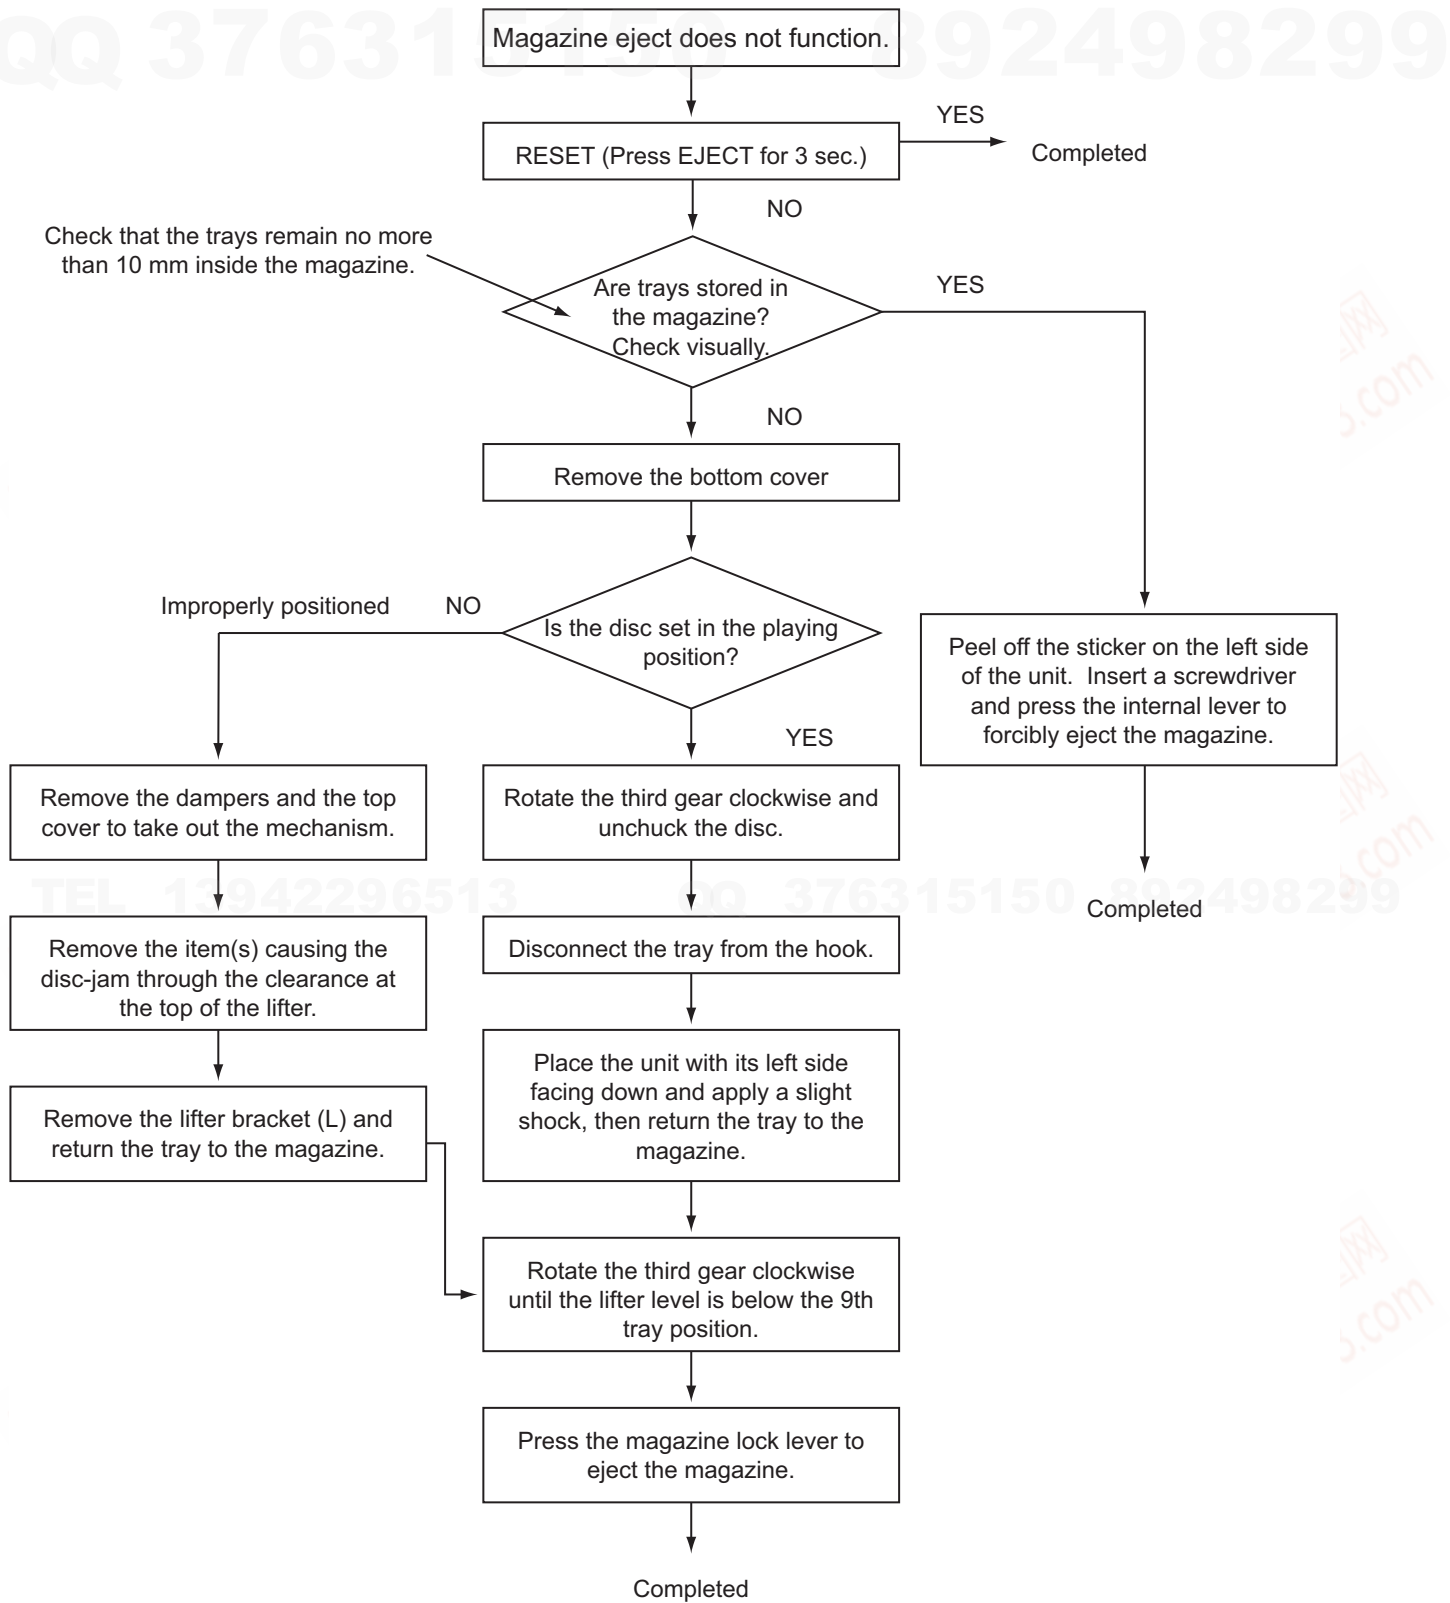 QQ 376315150 892498299
Magazine eject does not function.
YES
RESET (Press EJECT for 3 sec.)
Completed
NO
Check that the trays remain no more
than 10 mm inside the magazine.
Are trays stored in
the magazine?
Check visually.
YES
NO
Remove the bottom cover
Improperly positioned
NO
Is the disc set in the playing
position?
YES
Peel off the sticker on the left side
of the unit. Insert a screwdriver
and press the internal lever to
forcibly eject the magazine.
Completed
Remove the dampers and the top
cover to take out the mechanism.
Rotate the third gear clockwise and
unchuck the disc.
TEL 13942296513 QQ 376315150 892498299
Remove the item(s) causing the
disc-jam through the clearance at
the top of the lifter.
Disconnect the tray from the hook.
Remove the lifter bracket (L) and
return the tray to the magazine.
Place the unit with its left side
facing down and apply a slight
shock, then return the tray to the
magazine.
Rotate the third gear clockwise
until the lifter level is below the 9th
tray position.
Press the magazine lock lever to
eject the magazine.
Completed
网
.com
网
.com
网
.com